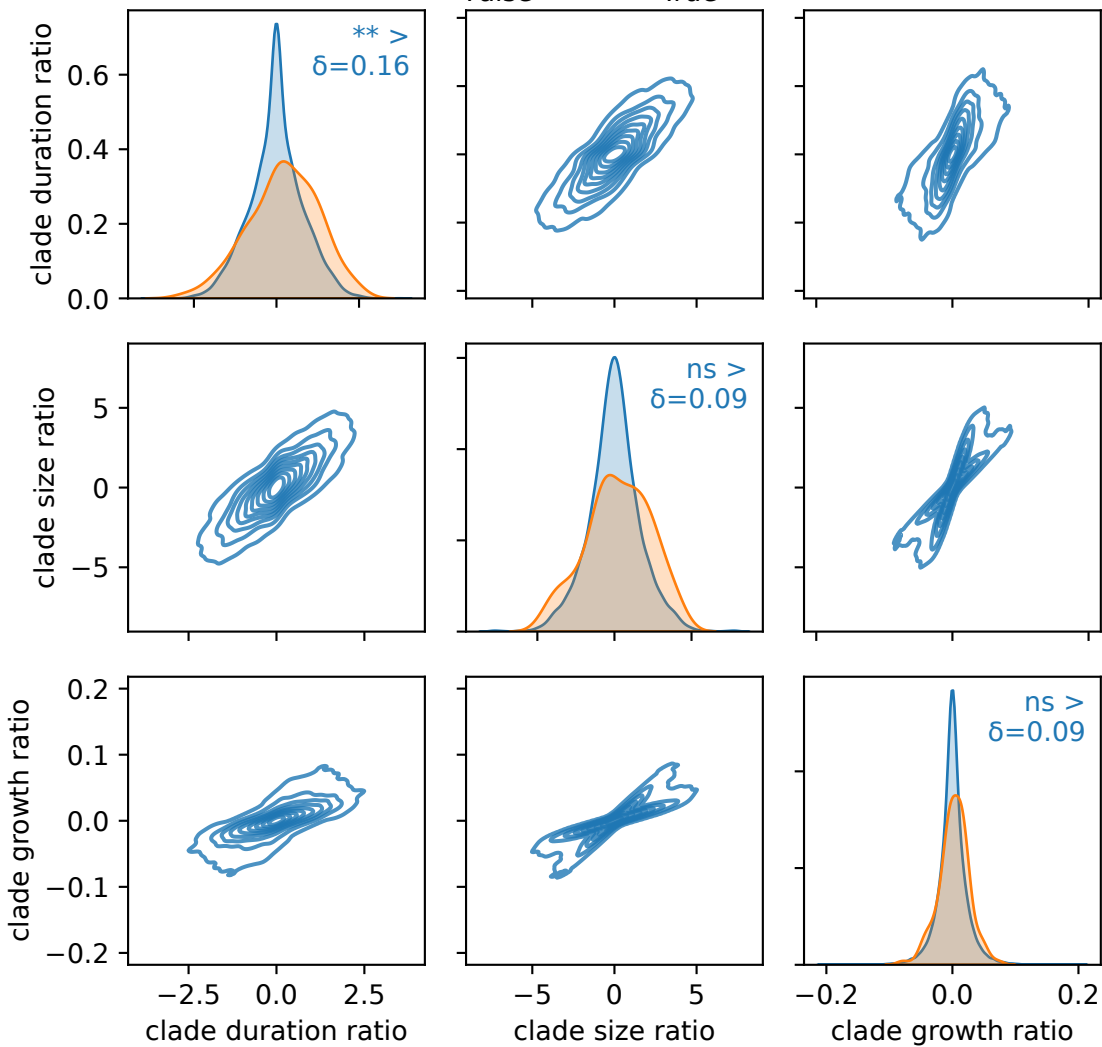 clade duration ratio
0.6
0.4
0.2
0.0
** >
δ=0.16
clade size ratio
5
0
−5
ns >
δ=0.09
clade growth ratio
0.2
0.1
0.0
−0.1
−0.2
ns >
δ=0.09
−2.5 0.0 2.5
−5 0 5
−0.2 0.0 0.2
clade duration ratio
clade size ratio
clade growth ratio